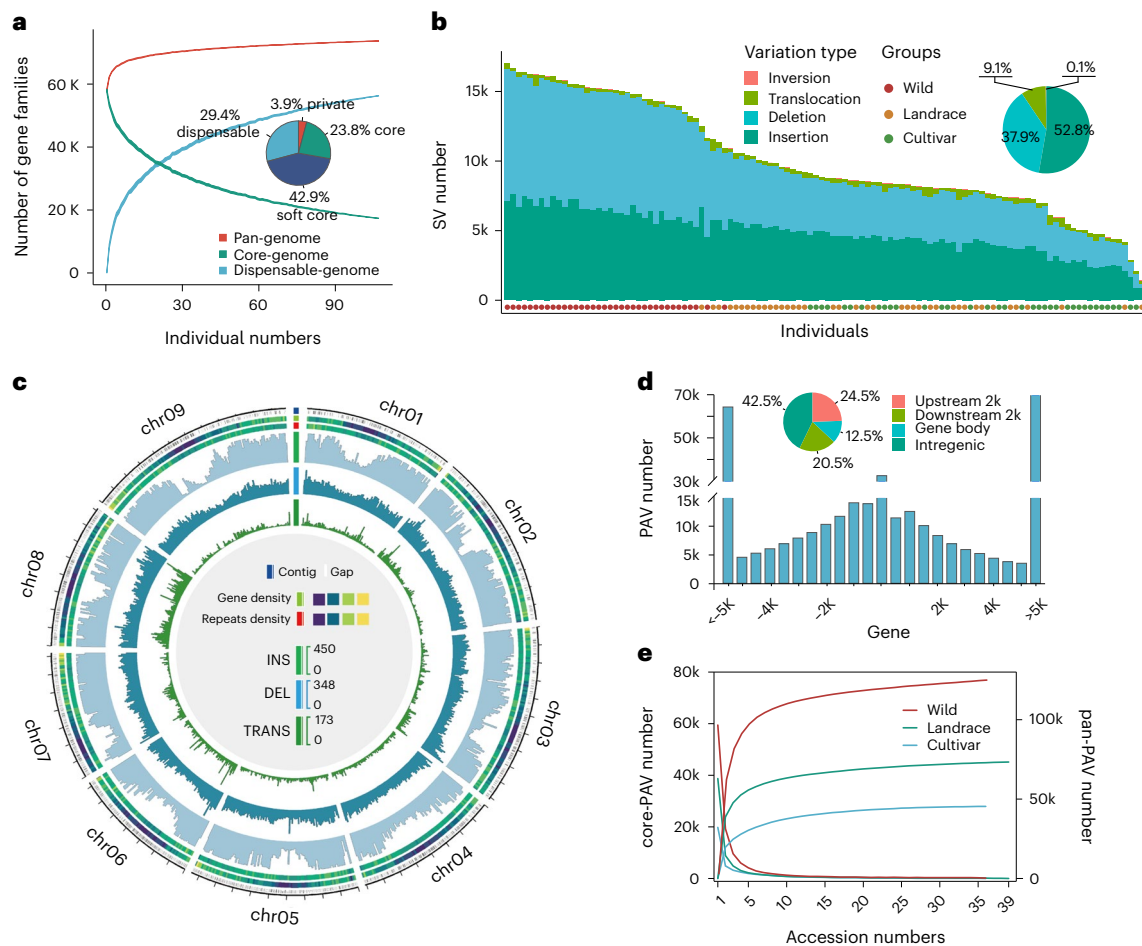 a
Number of gene families
60 K
40 K
20 K
0
0
30
60
90
Individual numbers
3.9% private
29.4%
dispensable
23.8% core
42.9%
soft core
Pan-genome
Core-genome
Dispensable-genome
b
SV number
15k
10k
5k
0
Individuals
Variation type
Inversion
Translocation
Deletion
Insertion
Groups
Wild
Landrace
Cultivar
9.1%
0.1%
37.9%
52.8%
c
chr01
chr02
chr03
chr04
chr05
chr06
chr07
chr08
chr09
Contig
Gap
Gene density
Repeats density
INS
450
0
DEL
348
0
TRANS
173
0
d
PAV number
70k
50k
30k
15k
10k
5k
0
<–5K
–4K
–2K
2K
4K
>5K
Gene
42.5%
24.5%
12.5%
20.5%
Upstream 2k
Downstream 2k
Gene body
Intregenic
e
core-PAV number
80k
60k
40k
20k
0
pan-PAV number
100k
50k
0
Wild
Landrace
Cultivar
1
5
10
15
20
25
30
35
39
Accession numbers